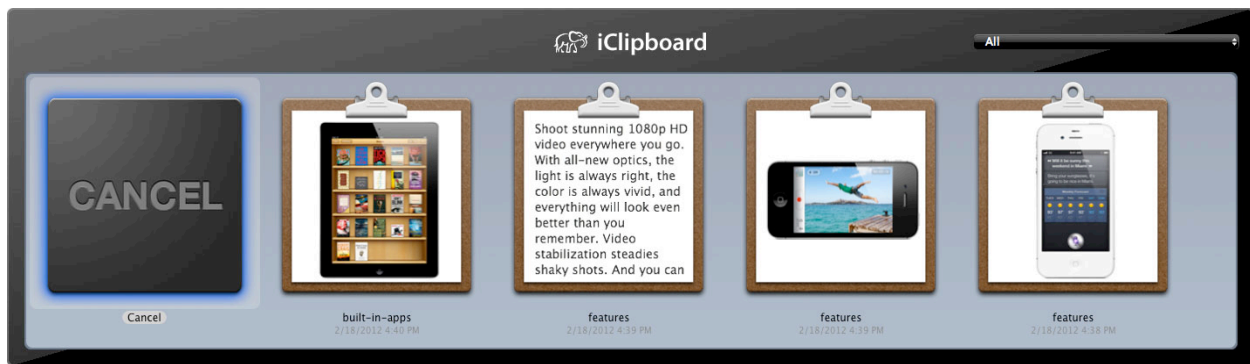 iClipboard
All
CANCEL
Shoot stunning 1080p HD
video everywhere you go.
With all-new optics, the
light is always right, the
color is always vivid, and
everything will look even
better than you
remember. Video
stabilization steadies
shaky shots. And you can
Cancel
built-in-apps
2/18/2012 4:40 PM
features
2/18/2012 4:39 PM
features
2/18/2012 4:39 PM
features
2/18/2012 4:38 PM